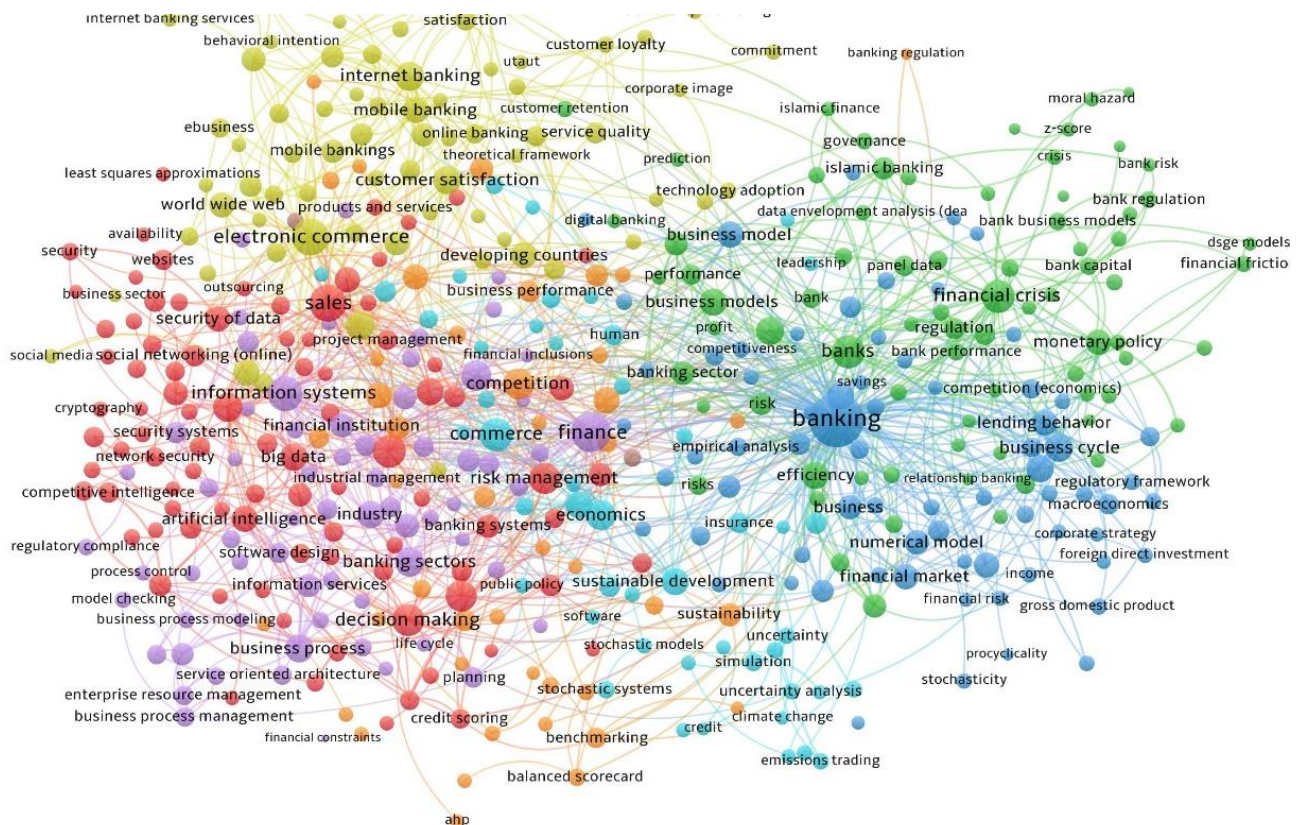 internet banking services
satisfaction
behavioral intention
customer loyalty
commitment
banking regulation
utaut
internet banking
corporate image
mobile banking
customer retention
islamic finance
moral hazard
ebusiness
online banking
service quality
z-score
governance
mobile bankings
theoretical framework
prediction
islamic banking
crisis
bank risk
least squares approximations
customer satisfaction
technology adoption
bank regulation
world wide web
products and services
digital banking
data envelopment analysis (dea
bank business models
availability
electronic commerce
business model
dsge models
security
websites
developing countries
leadership
panel data
bank capital
financial friction
outsourcing
business performance
performance
business sector
sales
business models
bank
financial crisis
security of data
project management
human
profit
regulation
social media
social networking (online)
financial inclusions
competitiveness
banks
bank performance
monetary policy
information systems
competition
banking sector
savings
competition (economics)
cryptography
risk
banking
security systems
financial institution
commerce
finance
lending behavior
network security
big data
empirical analysis
business cycle
industrial management
risk management
risks
efficiency
relationship banking
regulatory framework
competitive intelligence
business
macroeconomics
artificial intelligence
industry
banking systems
economics
insurance
corporate strategy
regulatory compliance
software design
numerical model
foreign direct investment
process control
banking sectors
information services
public policy
sustainable development
financial market
income
model checking
financial risk
gross domestic product
business process modeling
decision making
software
sustainability
life cycle
stochastic models
uncertainty
business process
simulation
procyclicality
service oriented architecture
planning
stochasticity
enterprise resource management
stochastic systems
uncertainty analysis
business process management
credit scoring
climate change
credit
financial constraints
benchmarking
emissions trading
balanced scorecard
ahp